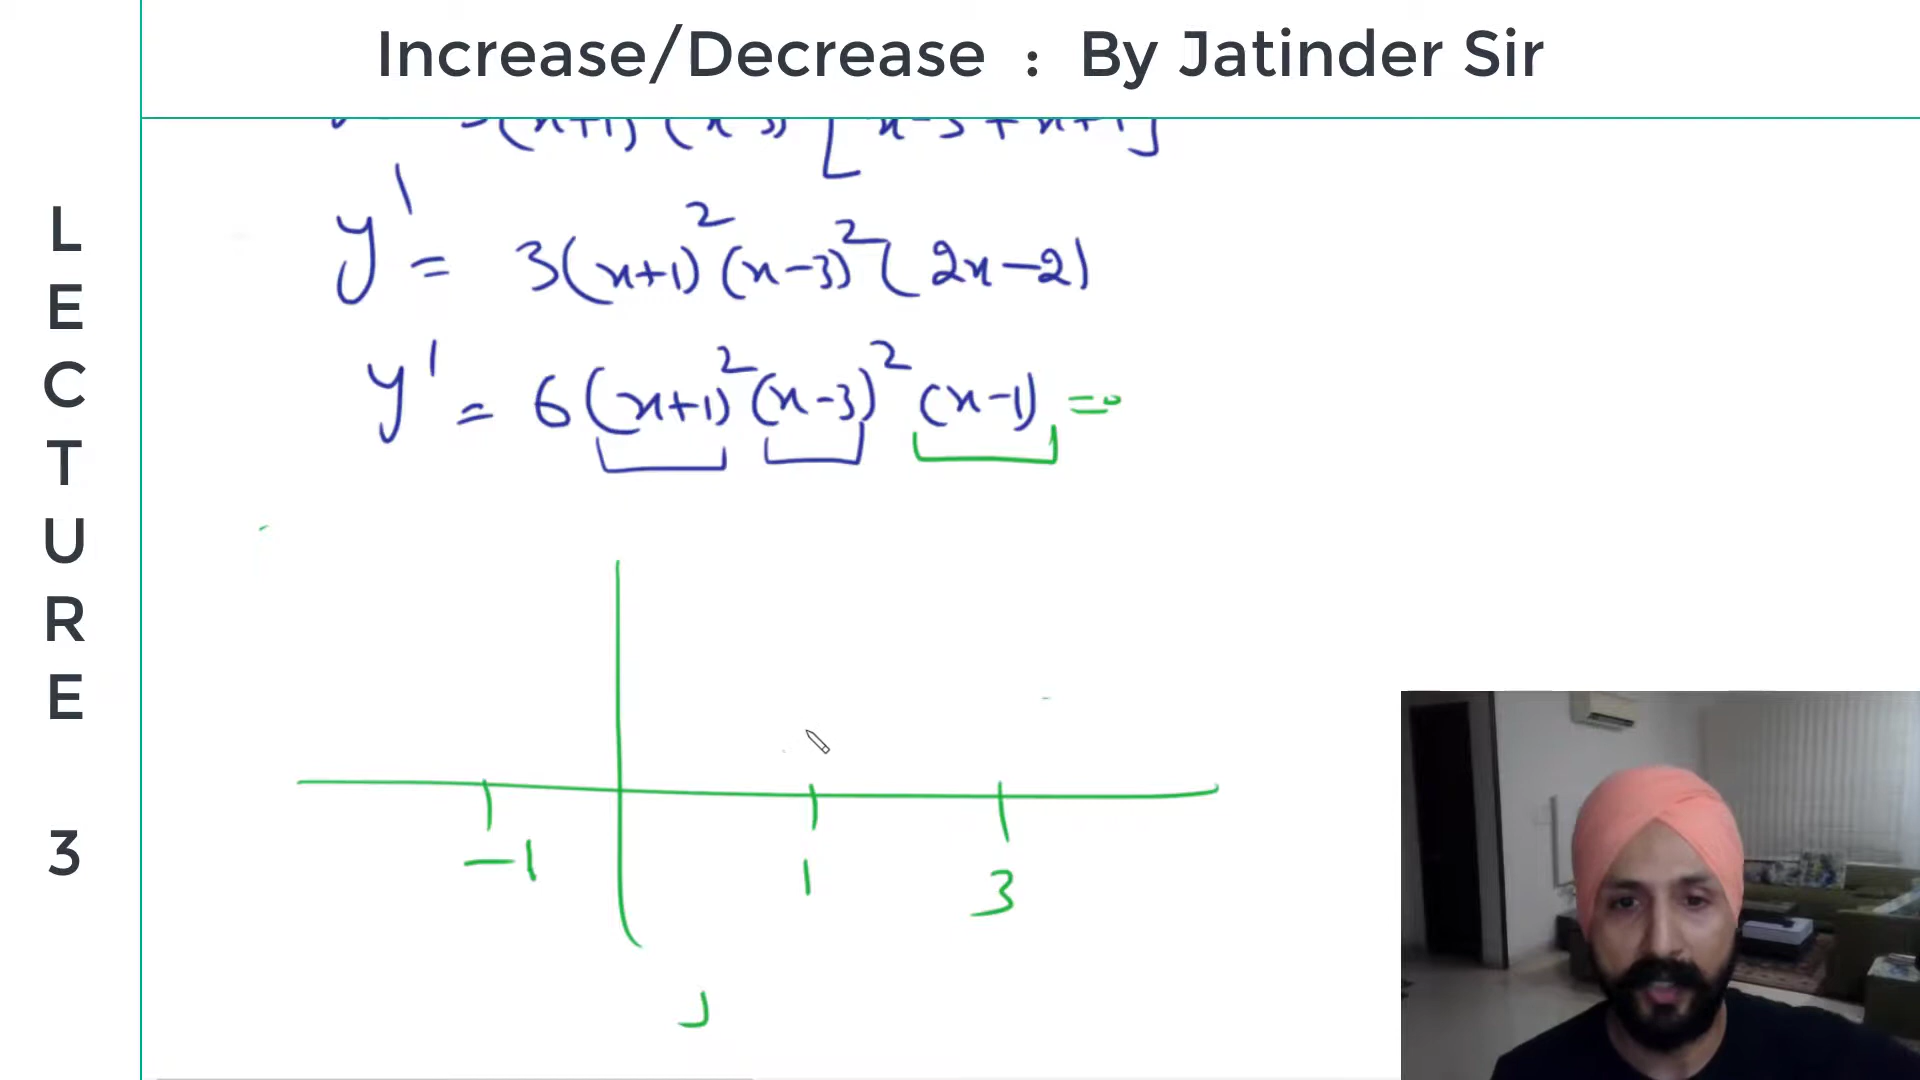 Increase/Decrease : By Jatinder Sir
LECTURE 3
y' = 3(x+1)²(x-3)²(2x-2)
y' = 6(x+1)²(x-3)²(x-1) =0
-1 1 3